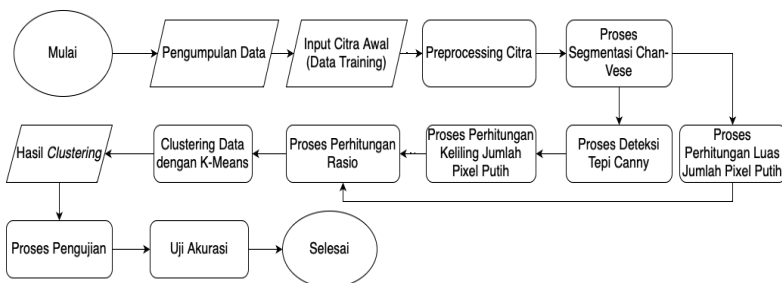 Mulai
Pengumpulan Data
Input Citra Awal
(Data Training)
Preprocessing Citra
Proses
Segmentasi Chan-
Vese
Proses
Perhitungan Luas
Jumlah Pixel Putih
Proses Deteksi
Tepi Canny
Proses Perhitungan
Keliling Jumlah
Pixel Putih
Proses Perhitungan
Rasio
Clustering Data
dengan K-Means
Hasil Clustering
Proses Pengujian
Uji Akurasi
Selesai